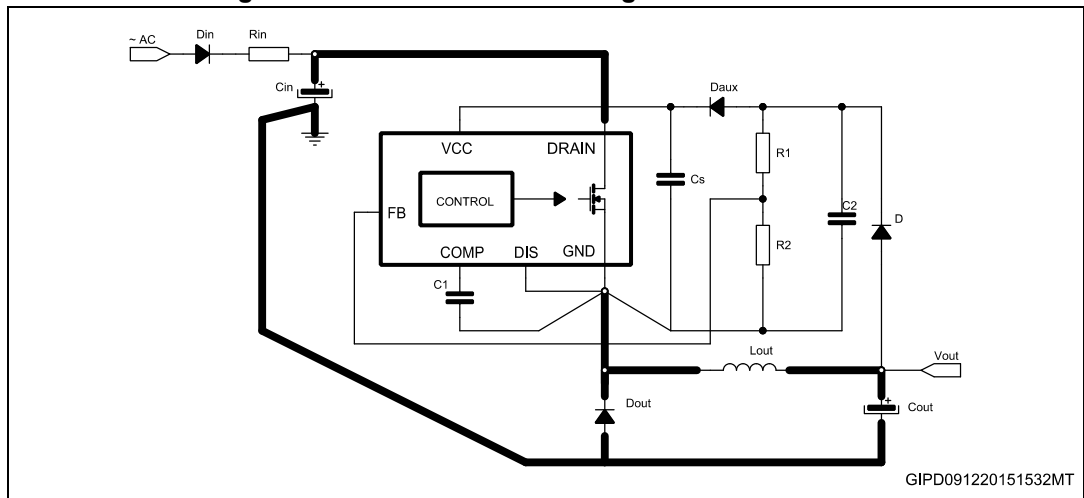 ~ AC
Din
Rin
Cin
+
Daux
VCC
DRAIN
R1
Cs
CONTROL
FB
C2
D
R2
COMP
DIS
GND
C1
Lout
Vout
Dout
+
Cout
GIPD091220151532MT